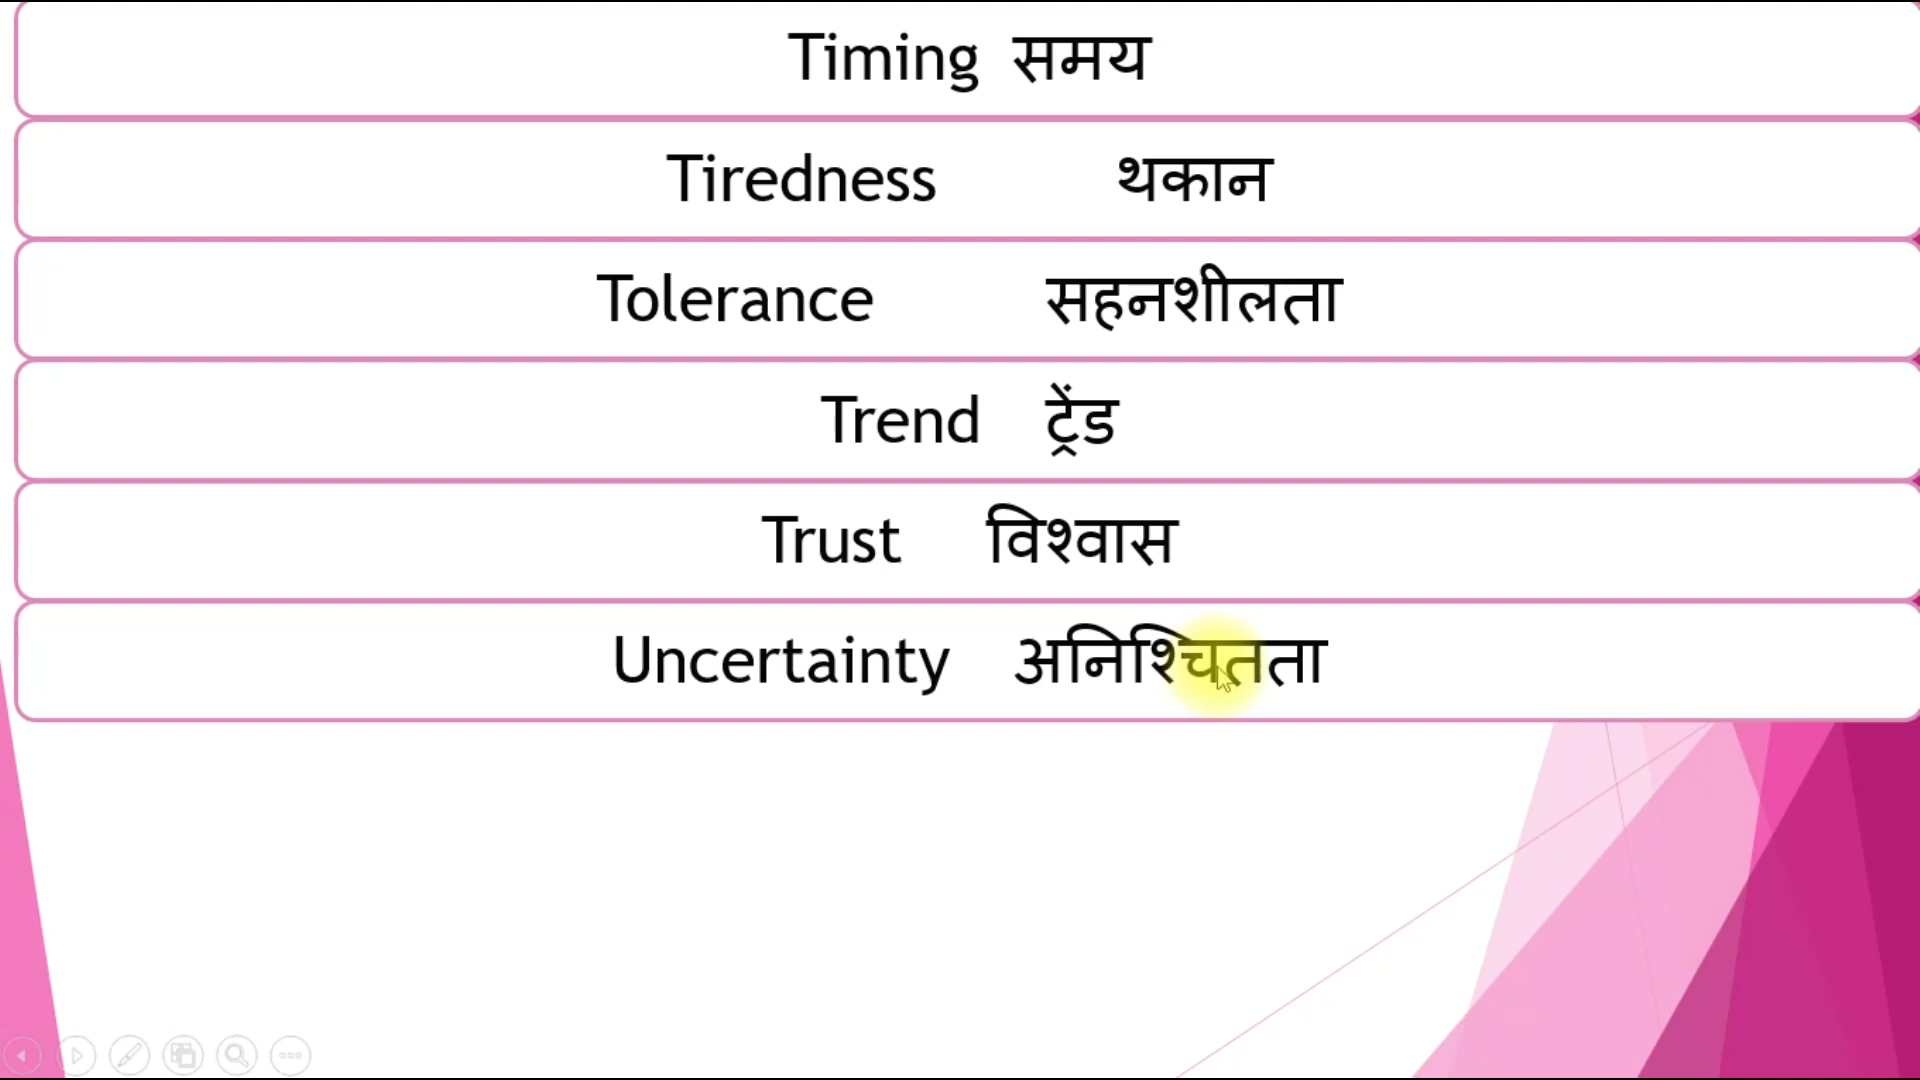 Timing समय
Tiredness थकान
Tolerance सहनशीलता
Trend ट्रेंड
Trust विश्वास
Uncertainty अनिश्चितता